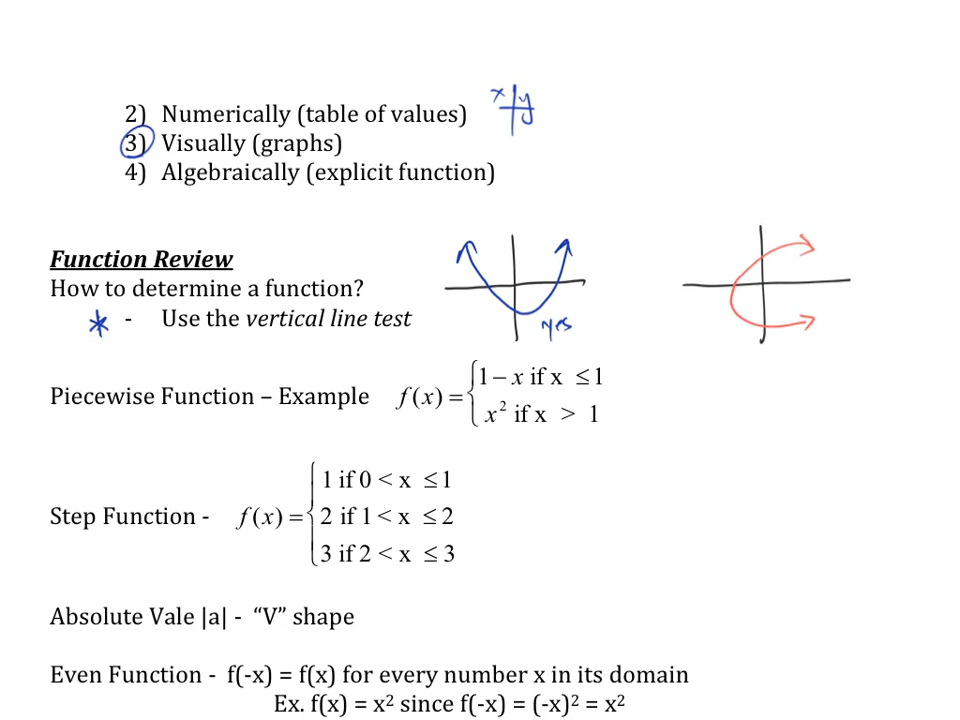 2) Numerically (table of values) x y
3) Visually (graphs)
4) Algebraically (explicit function)
Function Review
How to determine a function?
* - Use the vertical line test
yes
Piecewise Function – Example f(x) = { 1 – x if x ≤ 1
x² if x > 1
Step Function - f(x) = { 1 if 0 < x ≤ 1
2 if 1 < x ≤ 2
3 if 2 < x ≤ 3
Absolute Vale |a| - “V” shape
Even Function - f(-x) = f(x) for every number x in its domain
Ex. f(x) = x² since f(-x) = (-x)² = x²